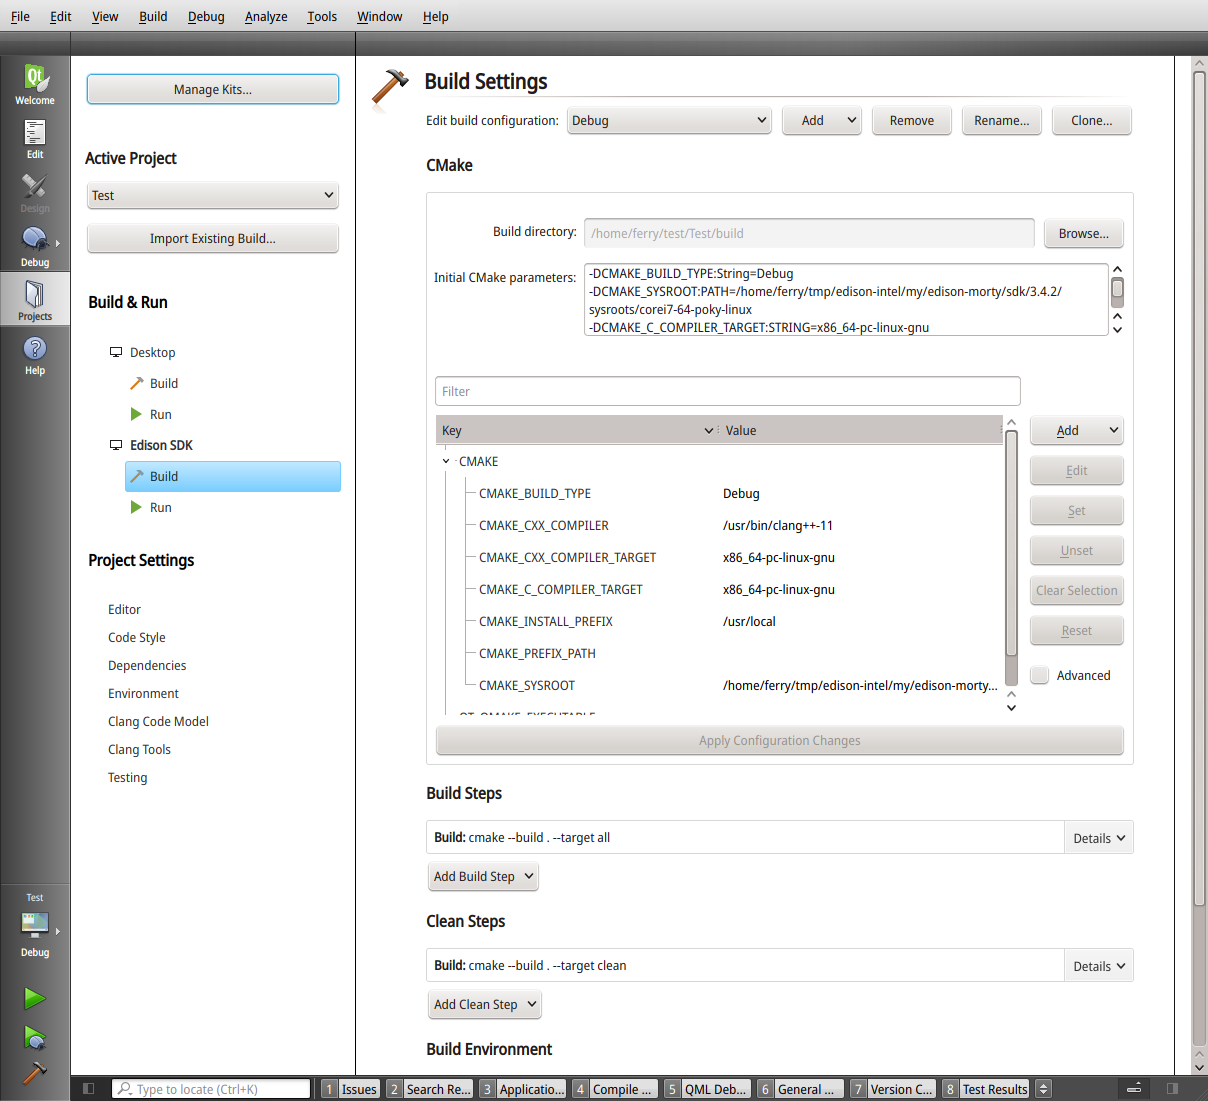 File Edit View Build Debug Analyze Tools Window Help
Welcome
Edit
Design
Debug
Projects
Help
Test
Debug
Manage Kits...
Active Project
Test
Import Existing Build...
Build & Run
Desktop
Build
Run
Edison SDK
Build
Run
Project Settings
Editor
Code Style
Dependencies
Environment
Clang Code Model
Clang Tools
Testing
Build Settings
Edit build configuration: Debug Add Remove Rename... Clone...
CMake
Build directory: /home/ferry/test/Test/build Browse...
Initial CMake parameters: -DCMAKE_BUILD_TYPE:String=Debug
-DCMAKE_SYSROOT:PATH=/home/ferry/tmp/edison-intel/my/edison-morty/sdk/3.4.2/
sysroots/corei7-64-poky-linux
-DCMAKE_C_COMPILER_TARGET:STRING=x86_64-pc-linux-gnu
Filter
Key Value
CMAKE
CMAKE_BUILD_TYPE Debug
CMAKE_CXX_COMPILER /usr/bin/clang++-11
CMAKE_CXX_COMPILER_TARGET x86_64-pc-linux-gnu
CMAKE_C_COMPILER_TARGET x86_64-pc-linux-gnu
CMAKE_INSTALL_PREFIX /usr/local
CMAKE_PREFIX_PATH
CMAKE_SYSROOT /home/ferry/tmp/edison-intel/my/edison-morty...
QT_QMAKE_EXECUTABLE
Add
Edit
Set
Unset
Clear Selection
Reset
Advanced
Apply Configuration Changes
Build Steps
Build: cmake --build . --target all Details
Add Build Step
Clean Steps
Build: cmake --build . --target clean Details
Add Clean Step
Build Environment
Type to locate (Ctrl+K) 1 Issues 2 Search Re... 3 Applicatio... 4 Compile ... 5 QML Deb... 6 General ... 7 Version C... 8 Test Results